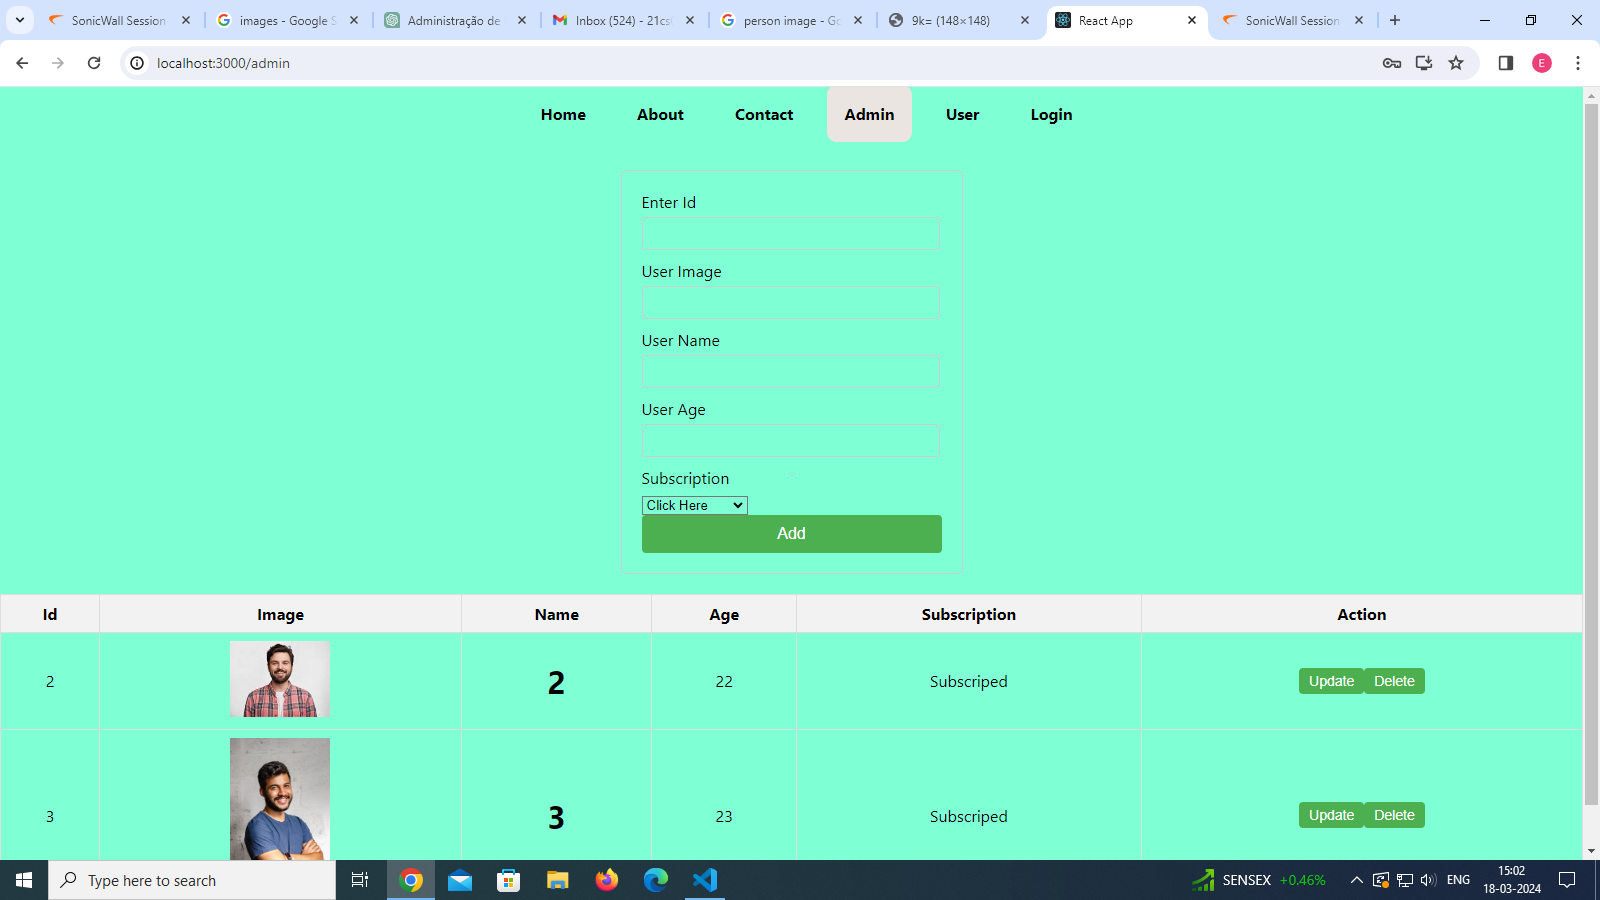 SonicWall Session
images - Google S
Administração de
Inbox (524) - 21cs
person image - Go
9k= (148×148)
React App
SonicWall Session
localhost:3000/admin
E
Home About Contact Admin User Login
Enter Id
User Image
User Name
User Age
Subscription
Click Here
Add
Id Image Name Age Subscription Action
2 2 22 Subscriped Update Delete
3 3 23 Subscriped Update Delete
Type here to search
SENSEX +0.46%
ENG
15:02
18-03-2024